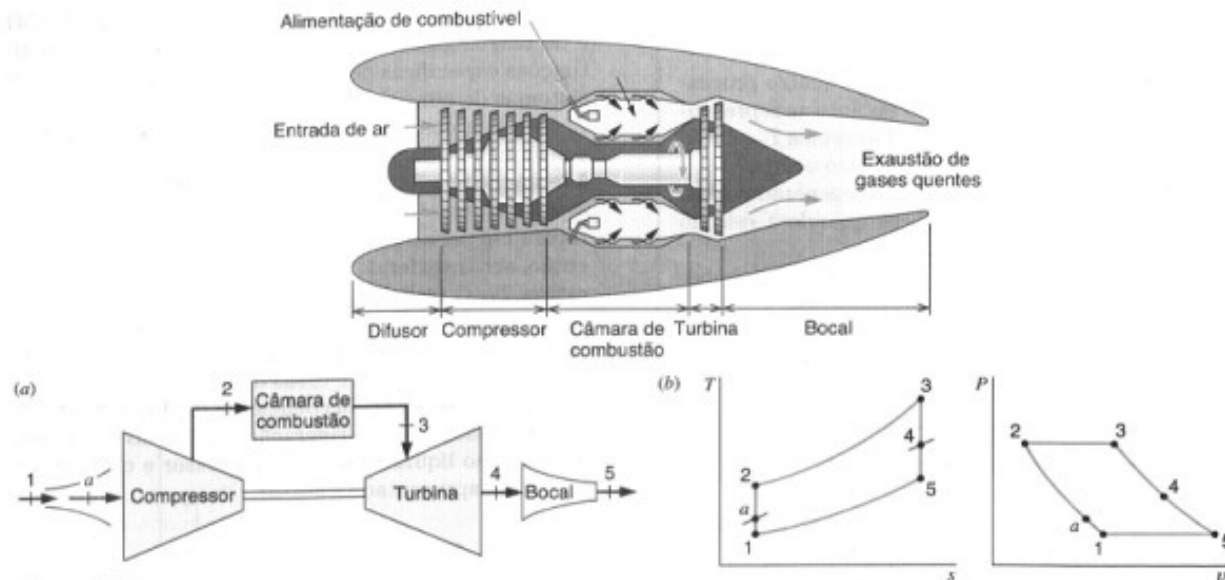 Alimentação de combustível
Entrada de ar
Exaustão de
gases quentes
Difusor
Compressor
Câmara de
combustão
Turbina
Bocal
(a)
1
a
Compressor
2
Câmara de
combustão
3
Turbina
4
Bocal
5
(b)
T
3
4
2
5
a
1
s
P
2
3
4
a
1
5
v